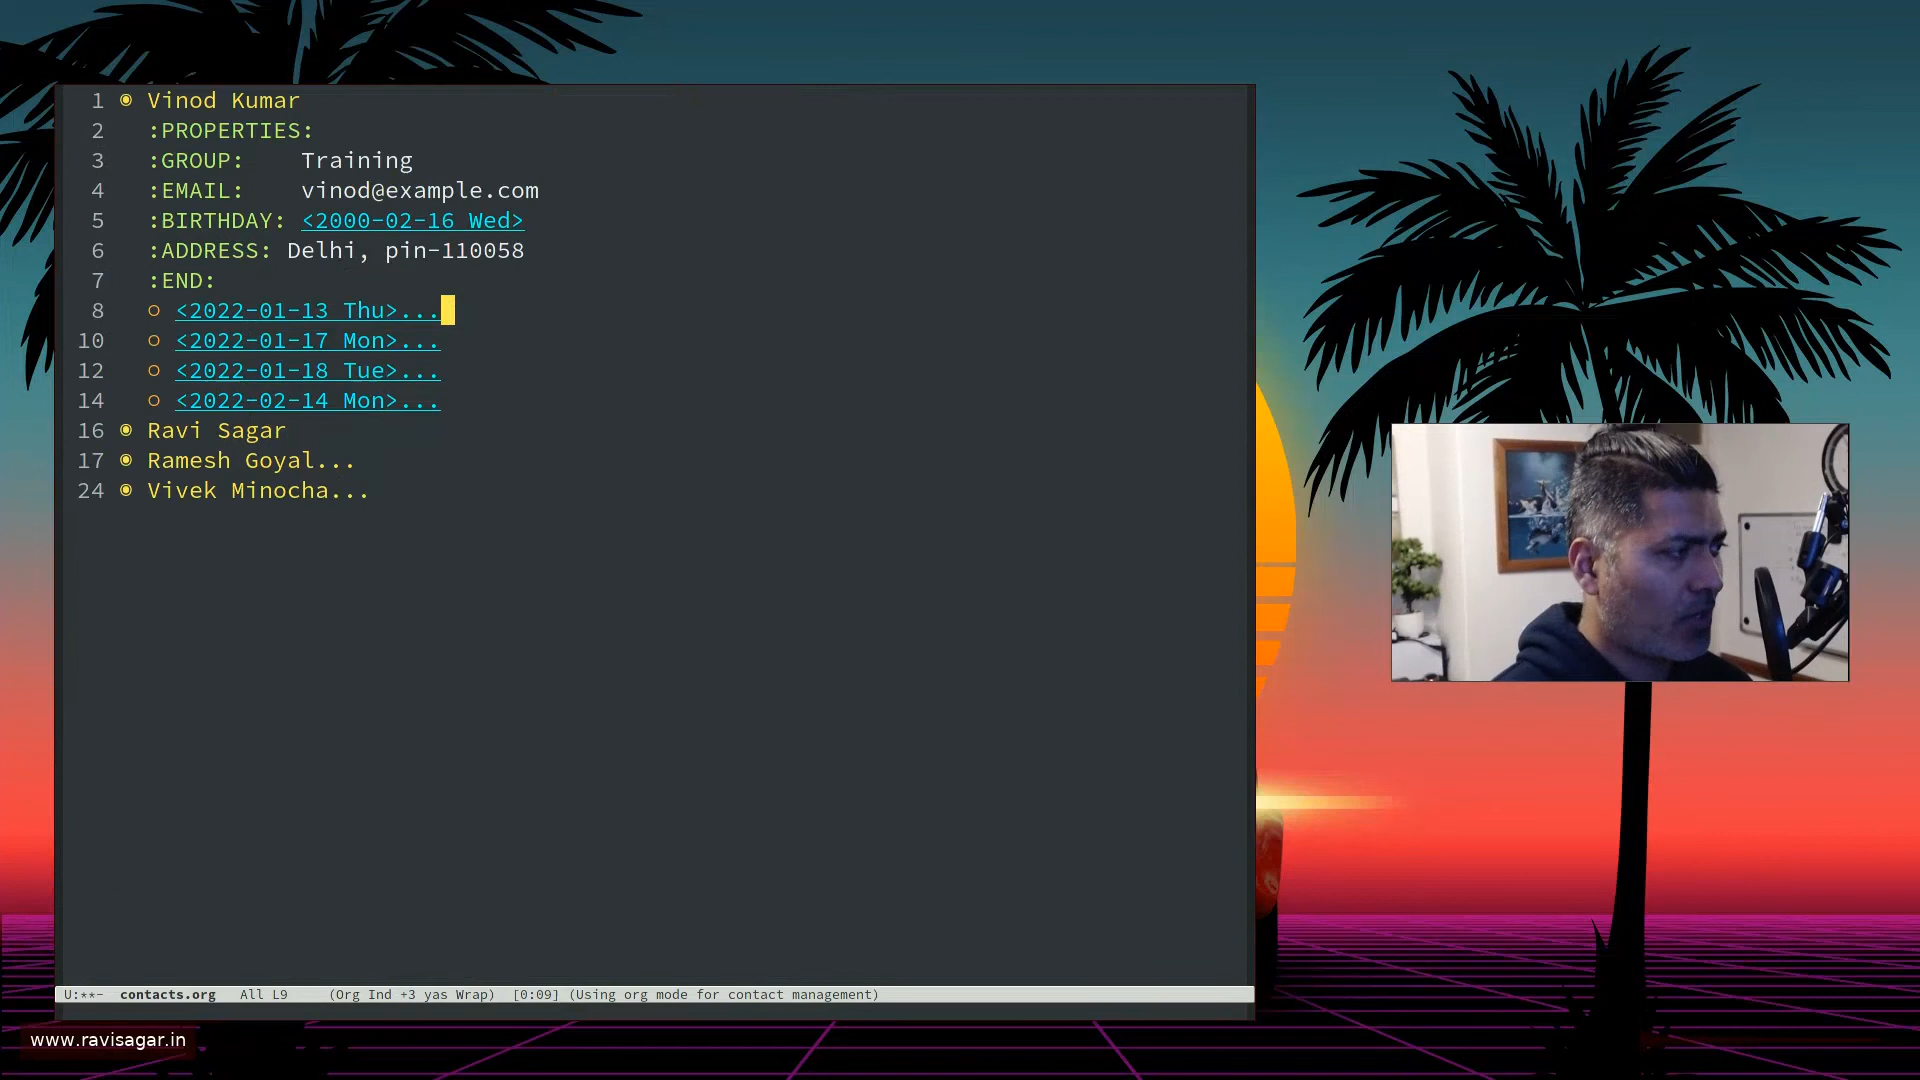 1 ◉ Vinod Kumar
2 :PROPERTIES:
3 :GROUP: Training
4 :EMAIL: vinod@example.com
5 :BIRTHDAY: <2000-02-16 Wed>
6 :ADDRESS: Delhi, pin-110058
7 :END:
8 ○ <2022-01-13 Thu>...
10 ○ <2022-01-17 Mon>...
12 ○ <2022-01-18 Tue>...
14 ○ <2022-02-14 Mon>...
16 ◉ Ravi Sagar
17 ◉ Ramesh Goyal...
24 ◉ Vivek Minocha...
U:**- contacts.org All L9 (Org Ind +3 yas Wrap) [0:09] (Using org mode for contact management)
www.ravisagar.in